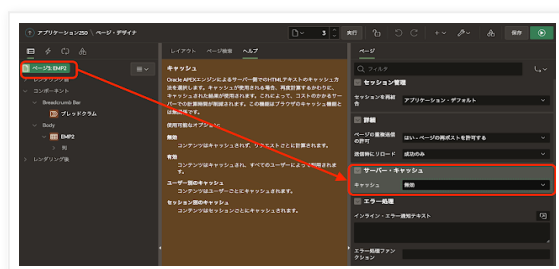 アプリケーション250 \ ページ・デザイナ
3
実行
保存
ページ3: EMP2
レンダリング前
コンポーネント
Breadcrumb Bar
ブレッドクラム
Body
EMP2
列
レンダリング後
レイアウト ページ検索 ヘルプ
キャッシュ
Oracle APEXエンジンによるサーバー側でのHTMLテキストのキャッシュ方
法を選択します。キャッシュが使用される場合、再度計算するかわりに、
キャッシュされた結果が使用されます。これによって、コストのかかるサー
バーでの計算時間が削減されます。この機能はブラウザのキャッシュ機能と
は無関係です。
使用可能なオプション:
無効
コンテンツはキャッシュされず、リクエストごとに計算されます。
有効
コンテンツはキャッシュされ、すべてのユーザーによって利用されま
す。
ユーザー別のキャッシュ
コンテンツはユーザーごとにキャッシュされます。
セッション別のキャッシュ
コンテンツはセッションごとにキャッシュされます。
ページ
フィルタ
セッション管理
セッションを再結
合
アプリケーション・デフォルト
詳細
ページの重複送信
の許可
はい - ページの再ポストを許可する
送信時にリロード
成功のみ
サーバー・キャッシュ
キャッシュ
無効
エラー処理
インライン・エラー通知テキスト
エラー処理ファン
クション